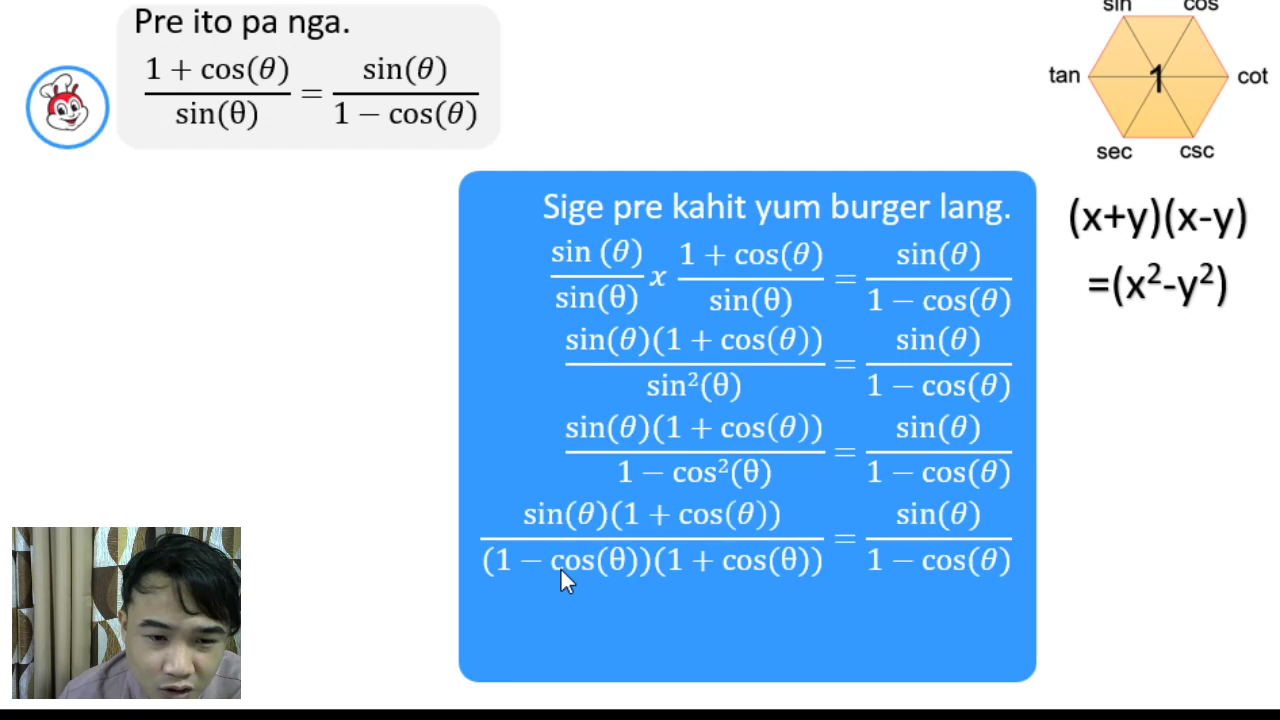 Pre ito pa nga.
(1 + cos(θ))/sin(θ) = sin(θ)/(1 − cos(θ))
sin cos
tan 1 cot
sec csc
(x+y)(x-y)
=(x²-y²)
Sige pre kahit yum burger lang.
sin (θ)/sin(θ) x (1 + cos(θ))/sin(θ) = sin(θ)/(1 − cos(θ))
sin(θ)(1 + cos(θ))/sin²(θ) = sin(θ)/(1 − cos(θ))
sin(θ)(1 + cos(θ))/(1 − cos²(θ)) = sin(θ)/(1 − cos(θ))
sin(θ)(1 + cos(θ))/((1 − cos(θ))(1 + cos(θ))) = sin(θ)/(1 − cos(θ))